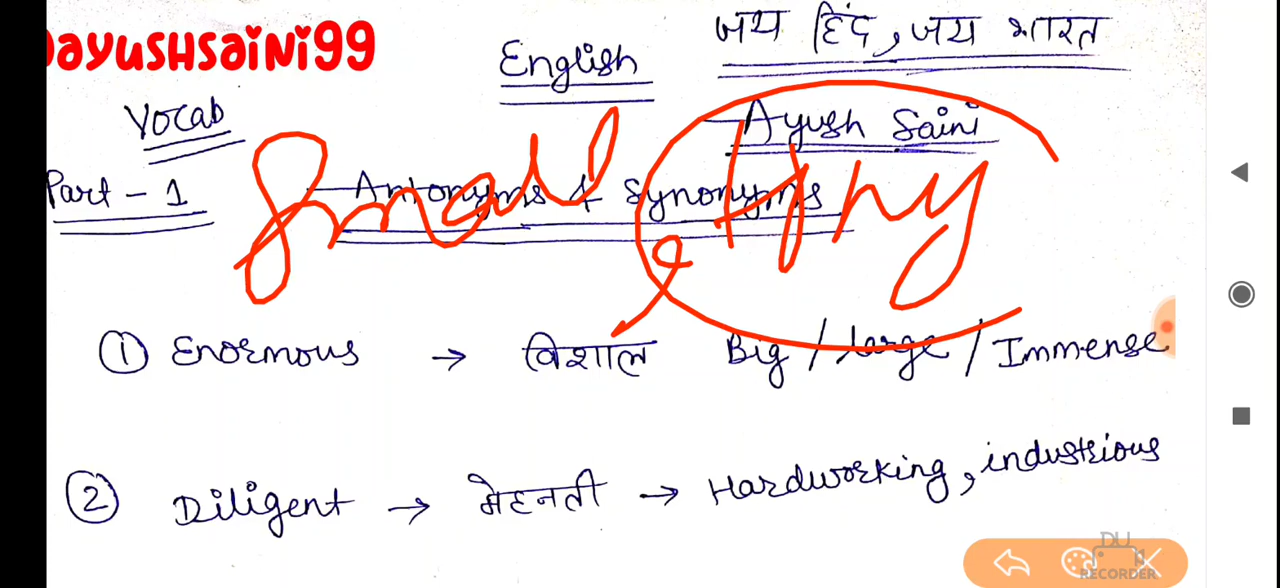 @ayushsaini99
जय हिंद, जय भारत
English
Ayush Saini
Vocab
Part - 1
Antonyms & Synonyms
Small
tiny
① Enormous → विशाल Big / large / Immense
② Diligent → मेहनती → Hardworking, industrious
DU RECORDER